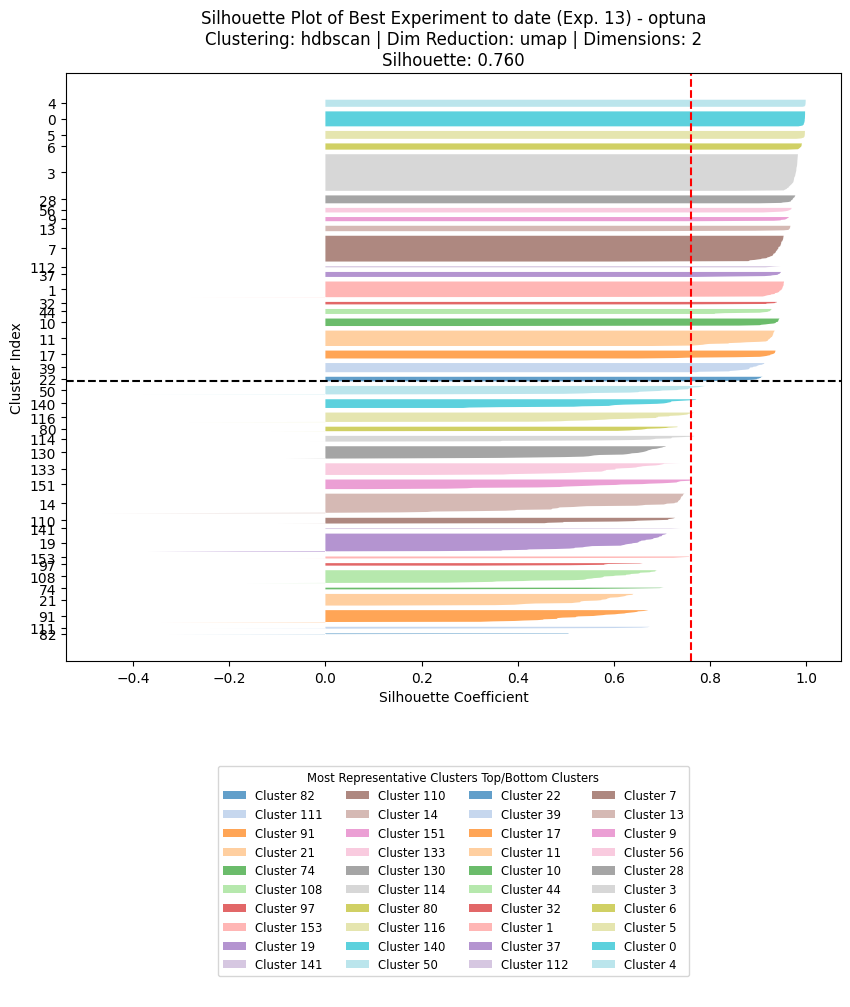 Silhouette Plot of Best Experiment to date (Exp. 13) - optuna
Clustering: hdbscan | Dim Reduction: umap | Dimensions: 2
Silhouette: 0.760
Cluster Index
4
0
5
6
3
28
56
9
13
7
112
37
1
32
44
10
11
17
39
22
50
140
116
80
114
130
133
151
14
110
141
19
153
97
108
74
21
91
111
82
−0.4 −0.2 0.0 0.2 0.4 0.6 0.8 1.0
Silhouette Coefficient
Most Representative Clusters Top/Bottom Clusters
Cluster 82 Cluster 110 Cluster 22 Cluster 7
Cluster 111 Cluster 14 Cluster 39 Cluster 13
Cluster 91 Cluster 151 Cluster 17 Cluster 9
Cluster 21 Cluster 133 Cluster 11 Cluster 56
Cluster 74 Cluster 130 Cluster 10 Cluster 28
Cluster 108 Cluster 114 Cluster 44 Cluster 3
Cluster 97 Cluster 80 Cluster 32 Cluster 6
Cluster 153 Cluster 116 Cluster 1 Cluster 5
Cluster 19 Cluster 140 Cluster 37 Cluster 0
Cluster 141 Cluster 50 Cluster 112 Cluster 4